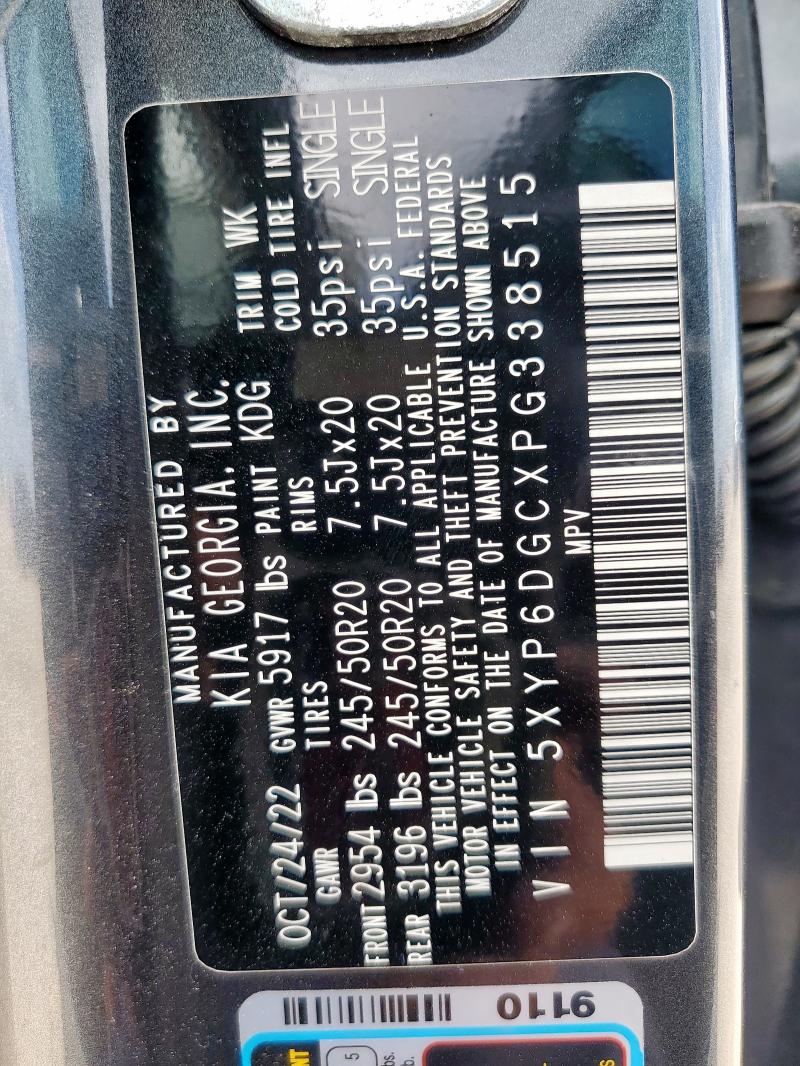 MANUFACTURED BY
KIA GEORGIA. INC.
OCT/24/22 GVWR 5917 lbs PAINT KDG TRIM WK
GAWR TIRES RIMS COLD TIRE INFL
FRONT 2954 lbs 245/50R20 7.5Jx20 35psi SINGLE
REAR 3196 lbs 245/50R20 7.5Jx20 35psi SINGLE
THIS VEHICLE CONFORMS TO ALL APPLICABLE U.S.A. FEDERAL
MOTOR VEHICLE SAFETY AND THEFT PREVENTION STANDARDS
IN EFFECT ON THE DATE OF MANUFACTURE SHOWN ABOVE
VIN 5XYP6DGCXPG338515
MPV
9110
5